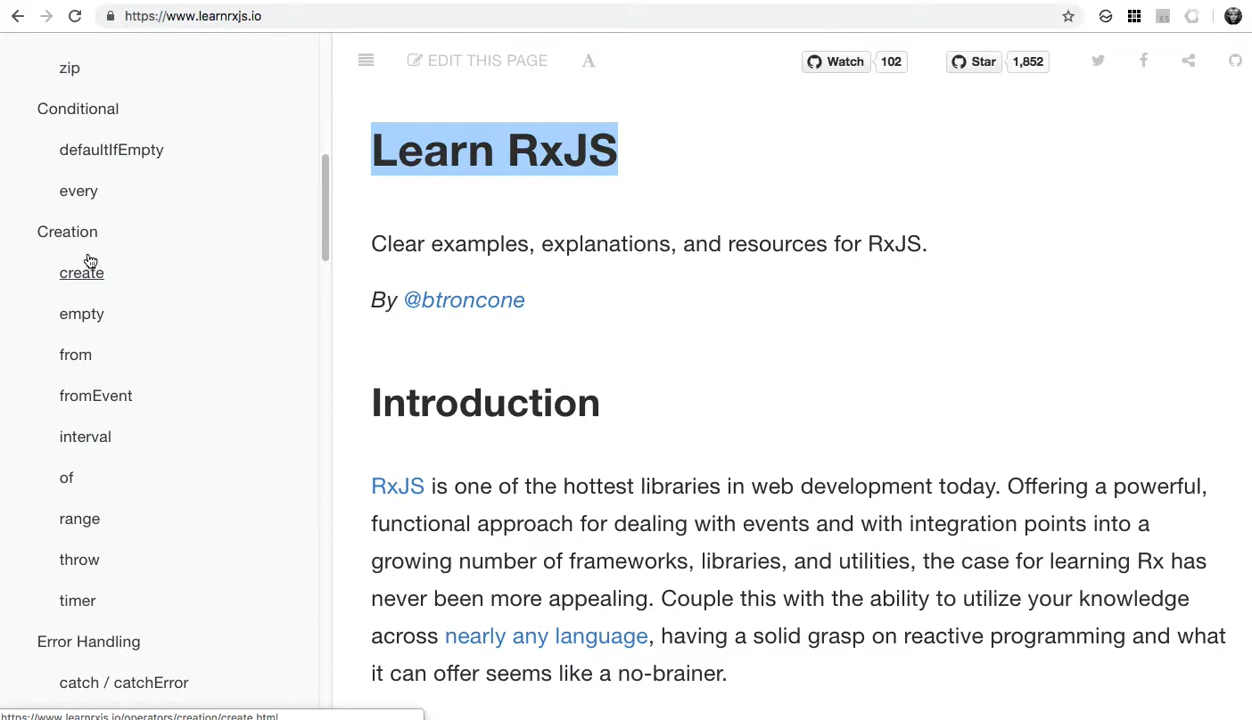 https://www.learnrxjs.io
zip
Conditional
defaultIfEmpty
every
Creation
create
empty
from
fromEvent
interval
of
range
throw
timer
Error Handling
catch / catchError
https://www.learnrxjs.io/operators/creation/create.html
EDIT THIS PAGE
A
Watch 102
Star 1,852
Learn RxJS
Clear examples, explanations, and resources for RxJS.
By @btroncone
Introduction
RxJS is one of the hottest libraries in web development today. Offering a powerful,
functional approach for dealing with events and with integration points into a
growing number of frameworks, libraries, and utilities, the case for learning Rx has
never been more appealing. Couple this with the ability to utilize your knowledge
across nearly any language, having a solid grasp on reactive programming and what
it can offer seems like a no-brainer.